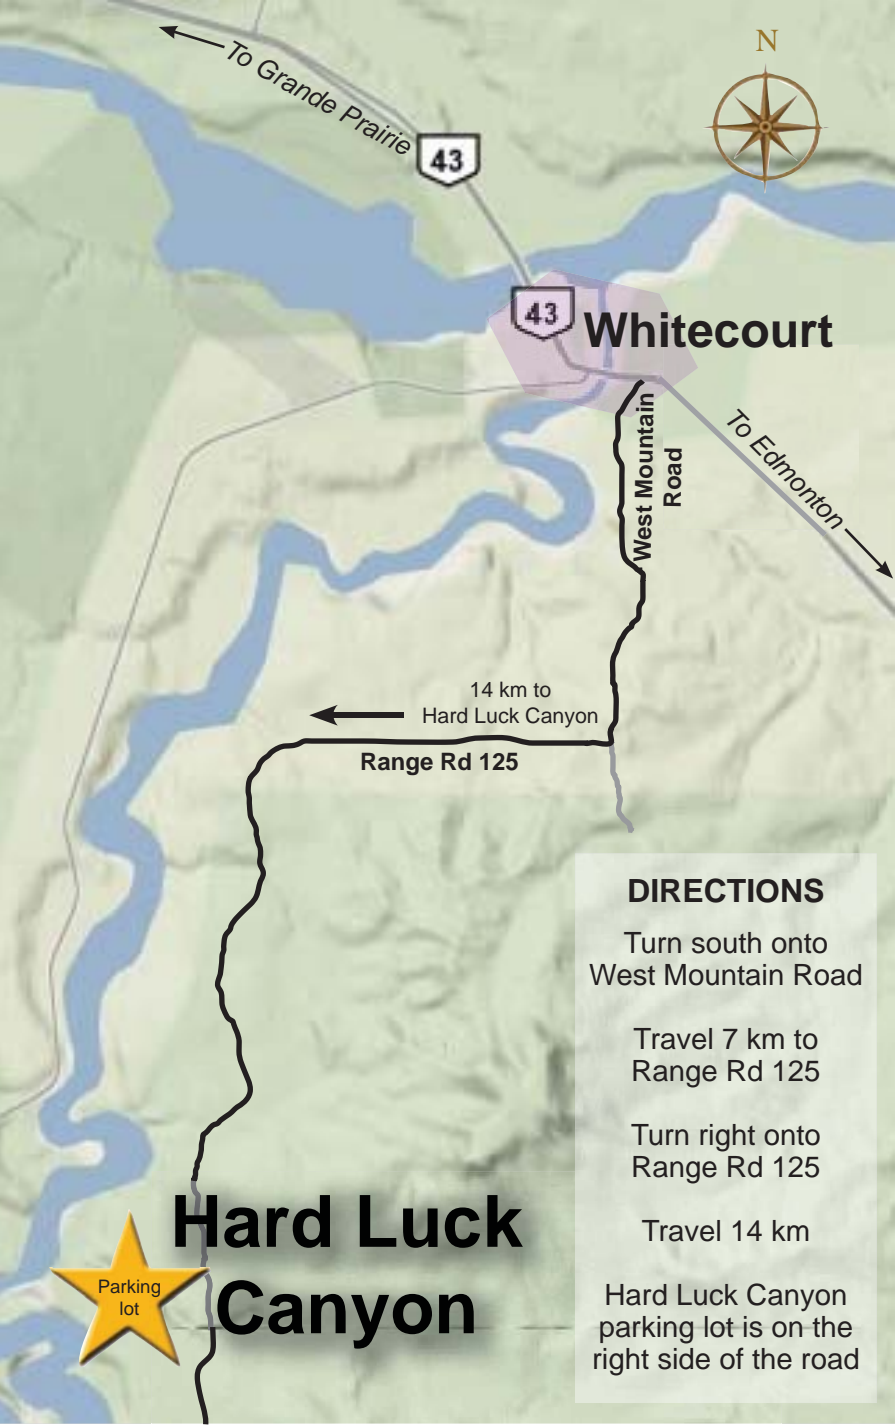 N
To Grande Prairie
43
43
Whitecourt
To Edmonton
West Mountain
Road
14 km to
Hard Luck Canyon
Range Rd 125
DIRECTIONS
Turn south onto
West Mountain Road
Travel 7 km to
Range Rd 125
Turn right onto
Range Rd 125
Travel 14 km
Hard Luck Canyon
parking lot is on the
right side of the road
Hard Luck
Canyon
Parking
lot